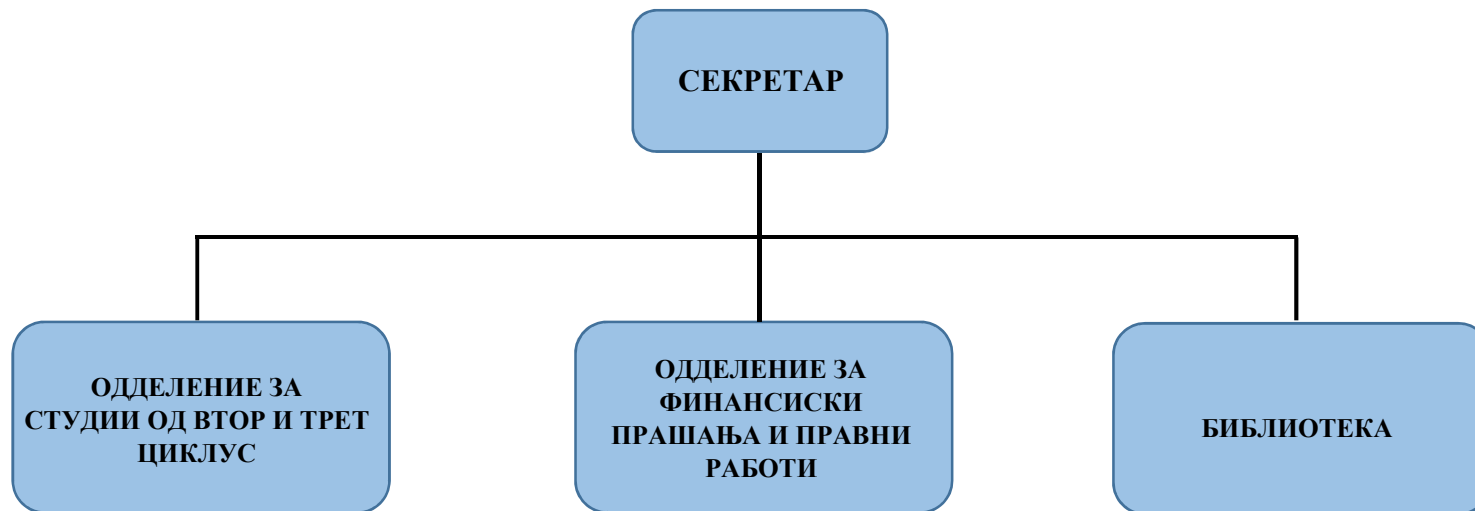 СЕКРЕТАР
ОДДЕЛЕНИЕ ЗА
СТУДИИ ОД ВТОР И ТРЕТ
ЦИКЛУС
ОДДЕЛЕНИЕ ЗА
ФИНАНСИСКИ
ПРАШАЊА И ПРАВНИ
РАБОТИ
БИБЛИОТЕКА